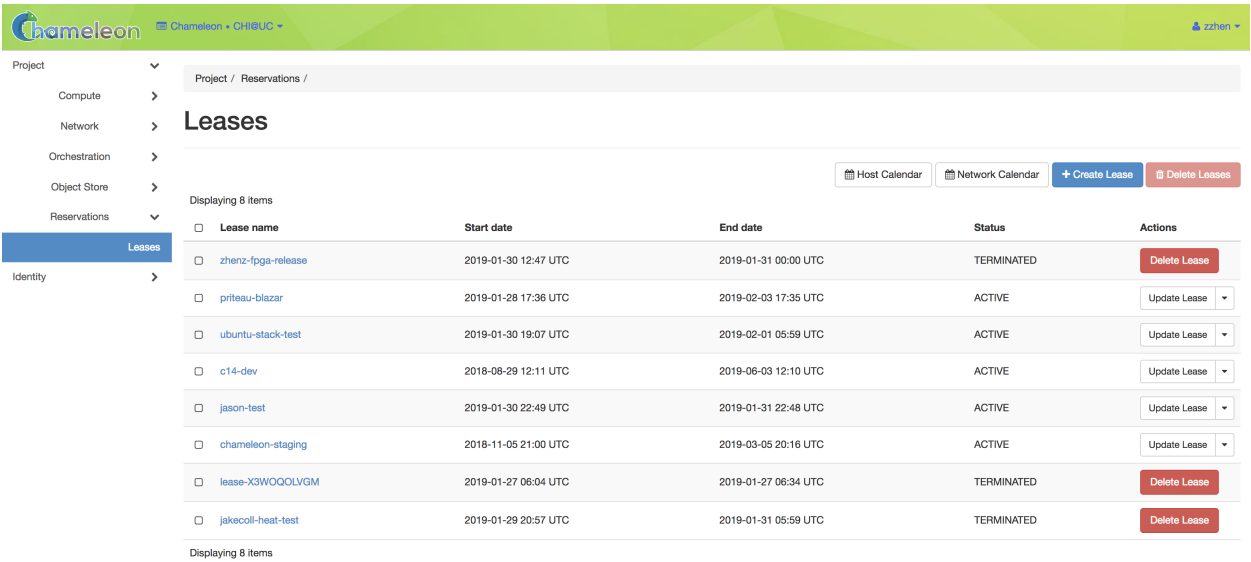 Chameleon Chameleon • CHI@UC zzhen
Project
Compute
Network
Orchestration
Object Store
Reservations
Leases
Identity
Project / Reservations /
Leases
Host Calendar Network Calendar + Create Lease Delete Leases
Displaying 8 items
Lease name Start date End date Status Actions
zhenz-fpga-release 2019-01-30 12:47 UTC 2019-01-31 00:00 UTC TERMINATED Delete Lease
priteau-blazar 2019-01-28 17:36 UTC 2019-02-03 17:35 UTC ACTIVE Update Lease
ubuntu-stack-test 2019-01-30 19:07 UTC 2019-02-01 05:59 UTC ACTIVE Update Lease
c14-dev 2018-08-29 12:11 UTC 2019-06-03 12:10 UTC ACTIVE Update Lease
jason-test 2019-01-30 22:49 UTC 2019-01-31 22:48 UTC ACTIVE Update Lease
chameleon-staging 2018-11-05 21:00 UTC 2019-03-05 20:16 UTC ACTIVE Update Lease
lease-X3WOQOLVGM 2019-01-27 06:04 UTC 2019-01-27 06:34 UTC TERMINATED Delete Lease
jakecoll-heat-test 2019-01-29 20:57 UTC 2019-01-31 05:59 UTC TERMINATED Delete Lease
Displaying 8 items